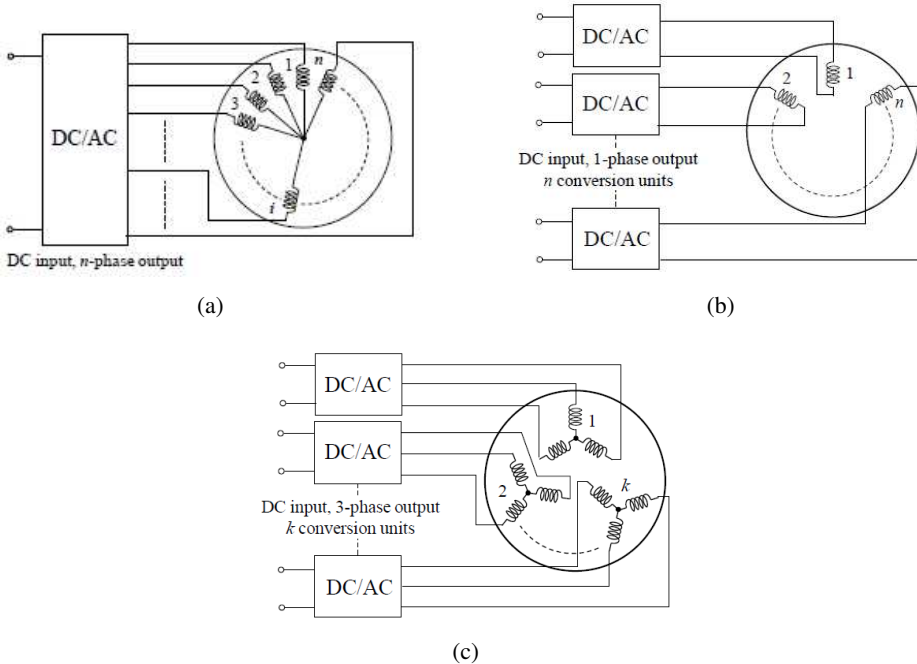 DC/AC
1
n
2
3
i
DC input, n-phase output
(a)
DC/AC
DC/AC
1
2
n
DC input, 1-phase output
n conversion units
DC/AC
(b)
DC/AC
1
DC/AC
2
k
DC input, 3-phase output
k conversion units
DC/AC
(c)